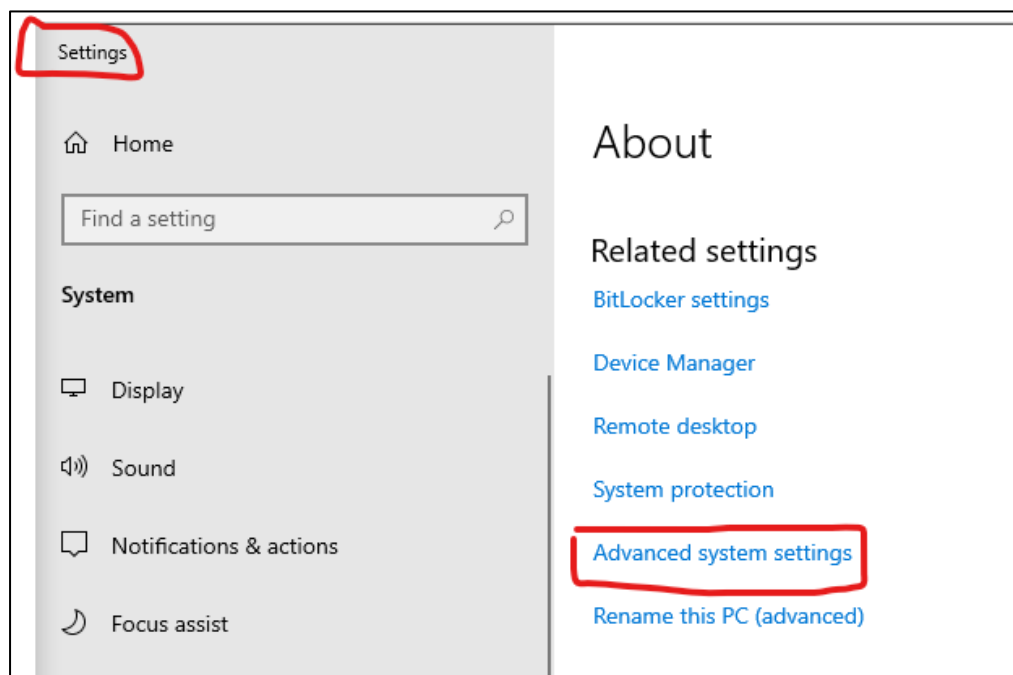 Settings
Home
Find a setting
System
Display
Sound
Notifications & actions
Focus assist
About
Related settings
BitLocker settings
Device Manager
Remote desktop
System protection
Advanced system settings
Rename this PC (advanced)